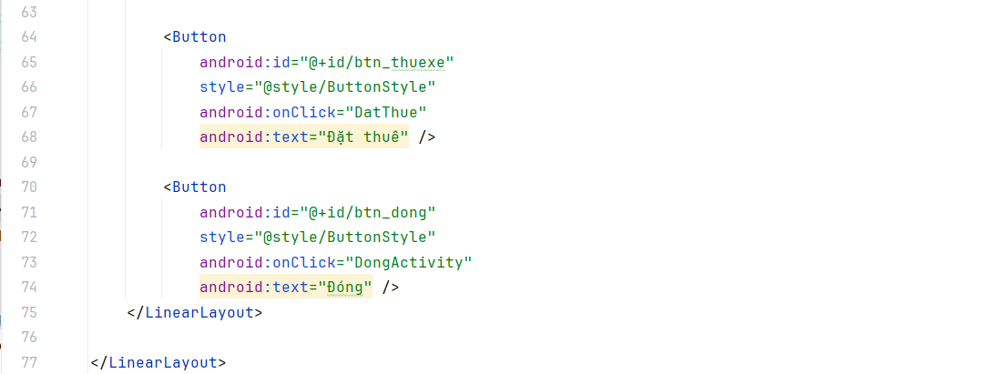 63
64 <Button
65 android:id="@+id/btn_thuexe"
66 style="@style/ButtonStyle"
67 android:onClick="DatThue"
68 android:text="Đặt thuê" />
69
70 <Button
71 android:id="@+id/btn_dong"
72 style="@style/ButtonStyle"
73 android:onClick="DongActivity"
74 android:text="Đóng" />
75 </LinearLayout>
76
77 </LinearLayout>